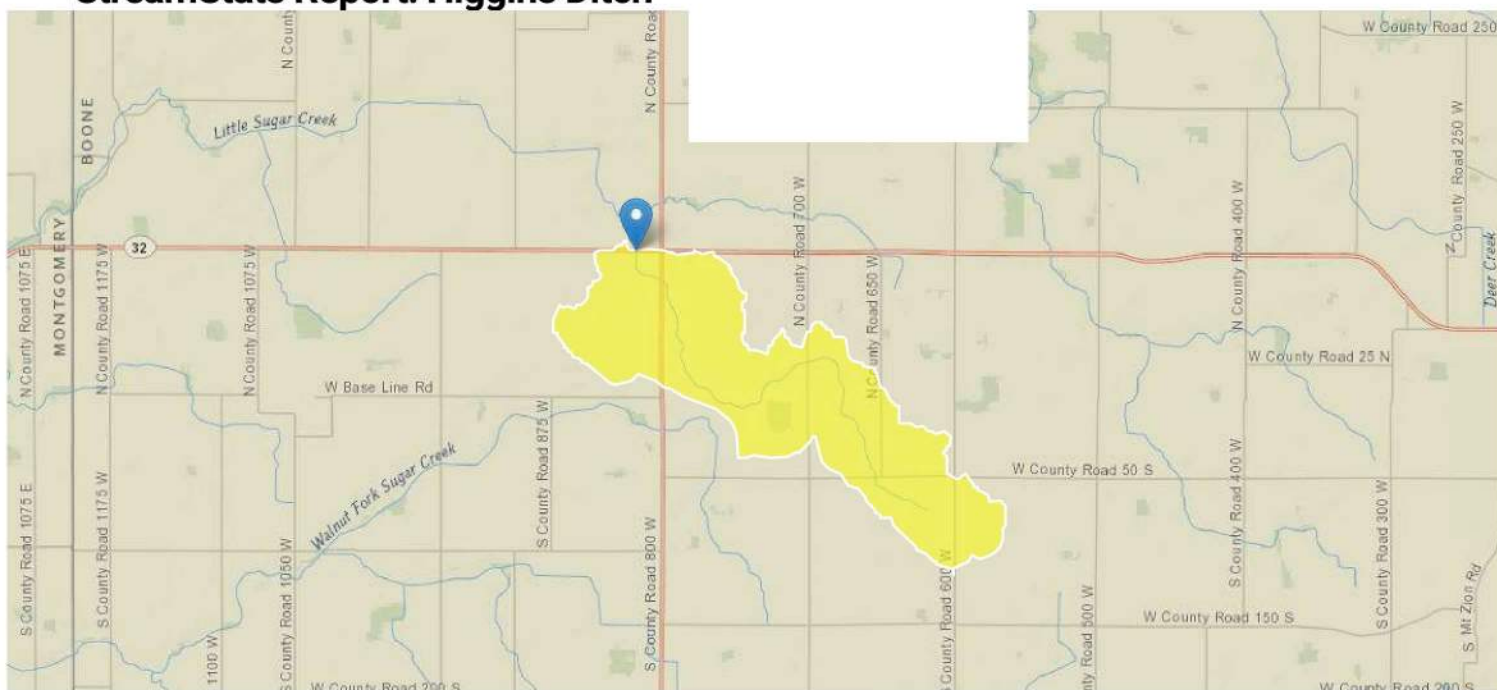 StreamStats Report: Higgins Ditch
W County Road 250
N County
N County Road
BOONE
Little Sugar Creek
County Road 250 W
N
N County Road 700 W
N County Road 400 W
MONTGOMERY
32
Deer Creek
N County Road 1075 E
N County Road 1175 W
N County Road 1075 W
N County Road 650 W
W County Road 25 N
W Base Line Rd
S County Road 875 W
W County Road 50 S
Walnut Fork Sugar Creek
S County Road 1075 E
S County Road 1175 W
S County Road 400 W
S County Road 300 W
S County Road 1050 W
S County Road 800 W
S County Road 600 W
County Road 500 W
W County Road 150 S
S Mt Zion Rd
1100 W
W County Road 200 S
W County Road 200 S